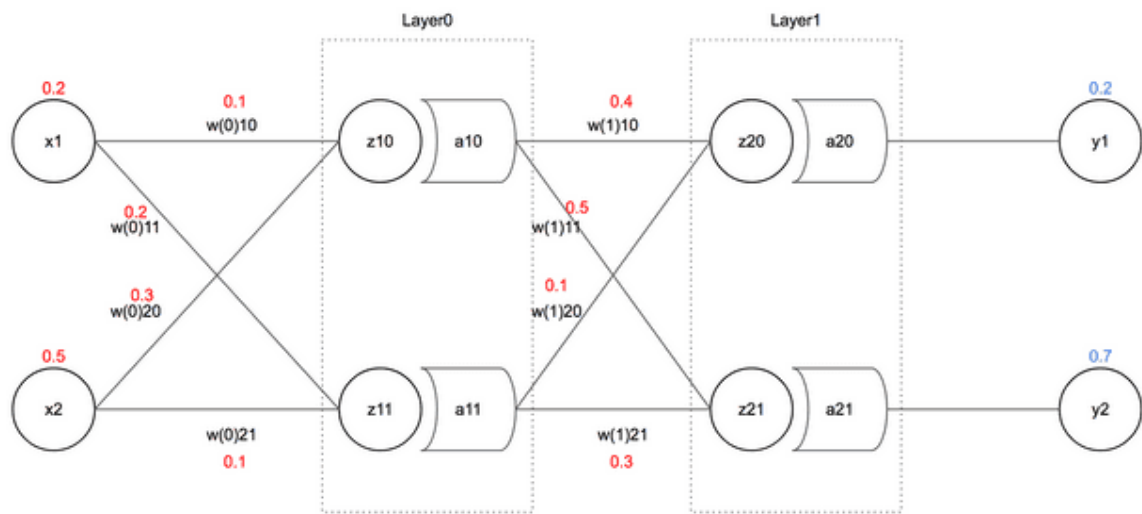 Layer0
Layer1
0.2
0.1
0.4
0.2
w(0)10
w(1)10
x1
z10
a10
z20
a20
y1
0.2
0.5
w(0)11
w(1)11
0.3
0.1
w(0)20
w(1)20
0.5
0.7
x2
z11
a11
z21
a21
y2
w(0)21
w(1)21
0.1
0.3